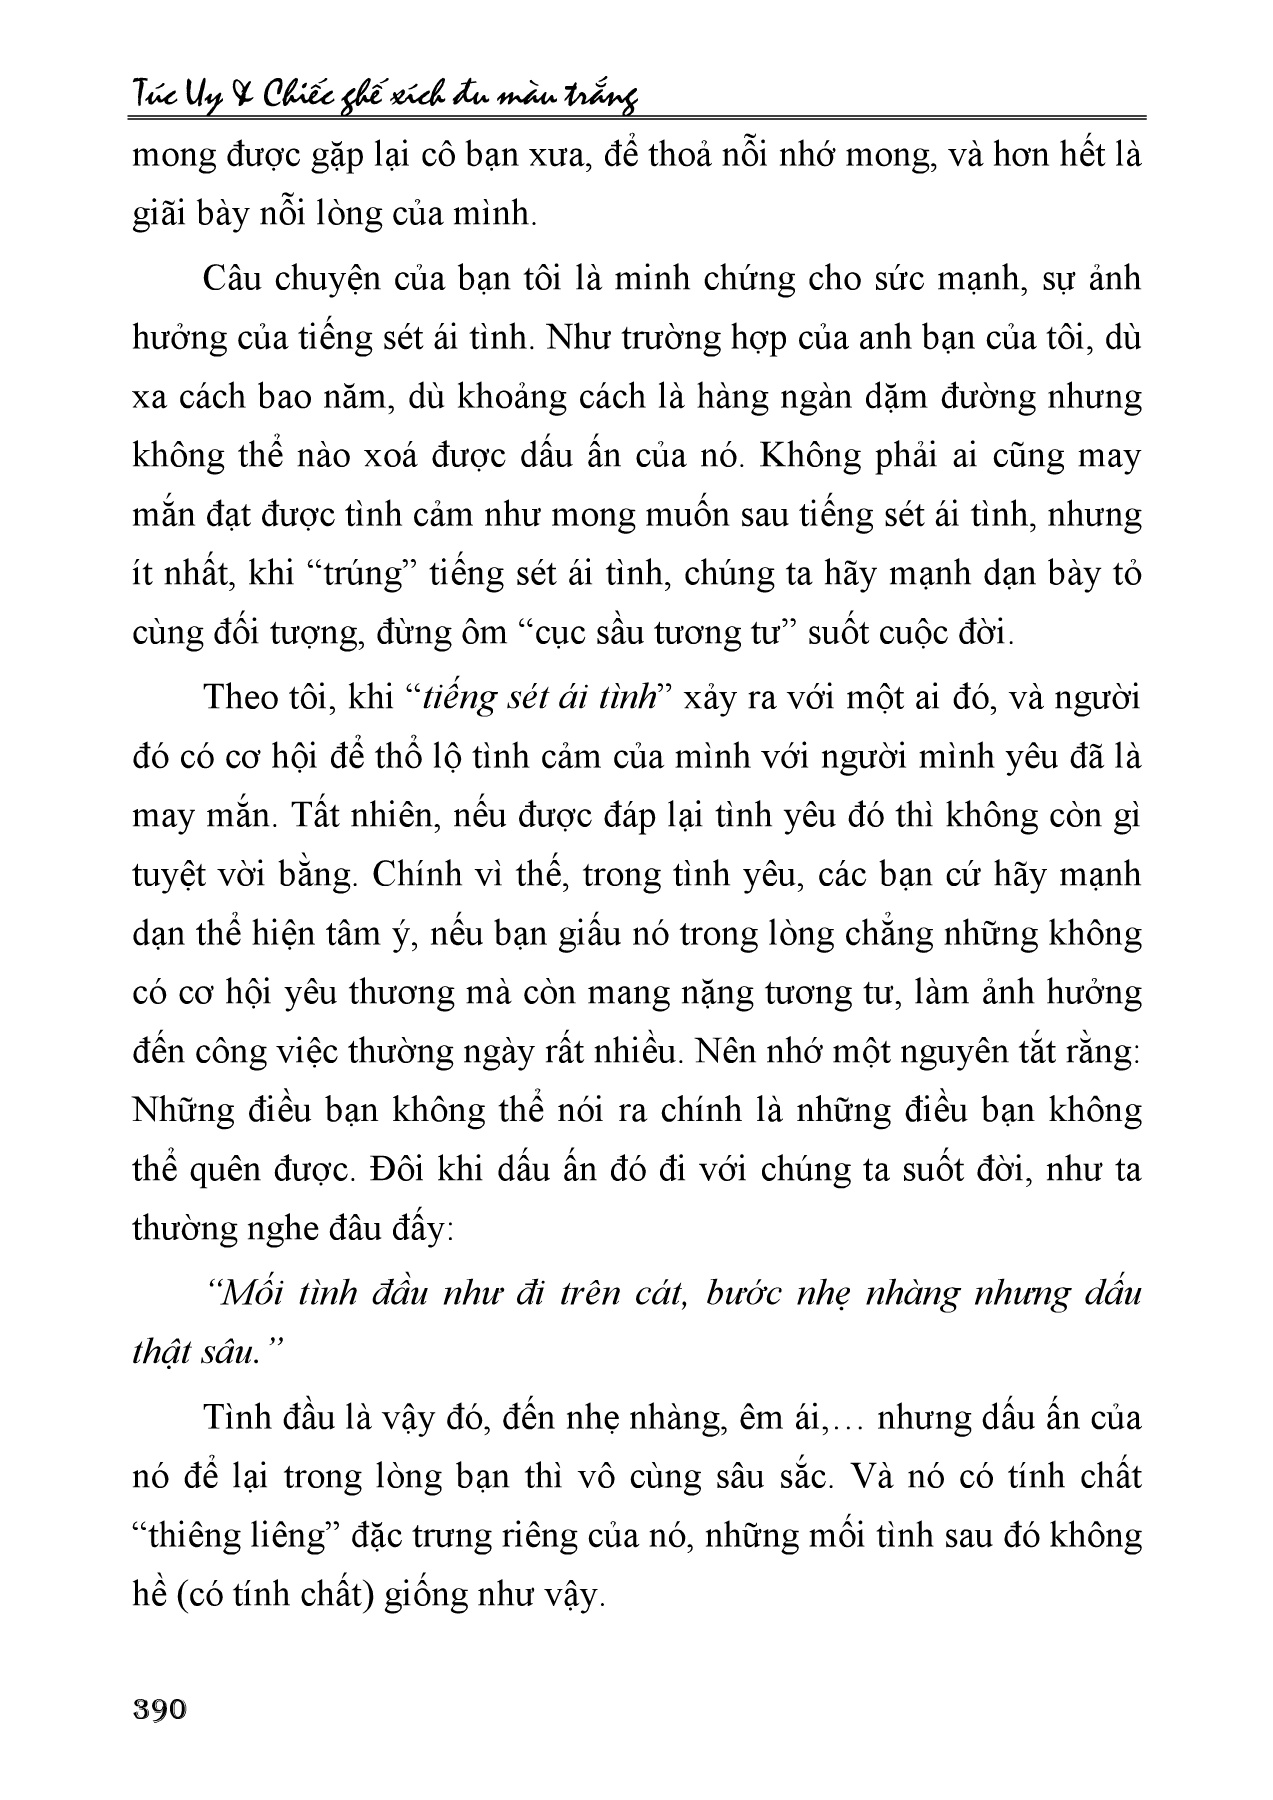 Túc Uy & Chiếc ghế xích đu màu trắng
mong được gặp lại cô bạn xưa, để thoả nỗi nhớ mong, và hơn hết là
giãi bày nỗi lòng của mình.
Câu chuyện của bạn tôi là minh chứng cho sức mạnh, sự ảnh
hưởng của tiếng sét ái tình. Như trường hợp của anh bạn của tôi, dù
xa cách bao năm, dù khoảng cách là hàng ngàn dặm đường nhưng
không thể nào xoá được dấu ấn của nó. Không phải ai cũng may
mắn đạt được tình cảm như mong muốn sau tiếng sét ái tình, nhưng
ít nhất, khi “trúng” tiếng sét ái tình, chúng ta hãy mạnh dạn bày tỏ
cùng đối tượng, đừng ôm “cục sầu tương tư” suốt cuộc đời.
Theo tôi, khi “tiếng sét ái tình” xảy ra với một ai đó, và người
đó có cơ hội để thổ lộ tình cảm của mình với người mình yêu đã là
may mắn. Tất nhiên, nếu được đáp lại tình yêu đó thì không còn gì
tuyệt vời bằng. Chính vì thế, trong tình yêu, các bạn cứ hãy mạnh
dạn thể hiện tâm ý, nếu bạn giấu nó trong lòng chẳng những không
có cơ hội yêu thương mà còn mang nặng tương tư, làm ảnh hưởng
đến công việc thường ngày rất nhiều. Nên nhớ một nguyên tắt rằng:
Những điều bạn không thể nói ra chính là những điều bạn không
thể quên được. Đôi khi dấu ấn đó đi với chúng ta suốt đời, như ta
thường nghe đâu đấy:
“Mối tình đầu như đi trên cát, bước nhẹ nhàng nhưng dấu
thật sâu.”
Tình đầu là vậy đó, đến nhẹ nhàng, êm ái,… nhưng dấu ấn của
nó để lại trong lòng bạn thì vô cùng sâu sắc. Và nó có tính chất
“thiêng liêng” đặc trưng riêng của nó, những mối tình sau đó không
hề (có tính chất) giống như vậy.
390